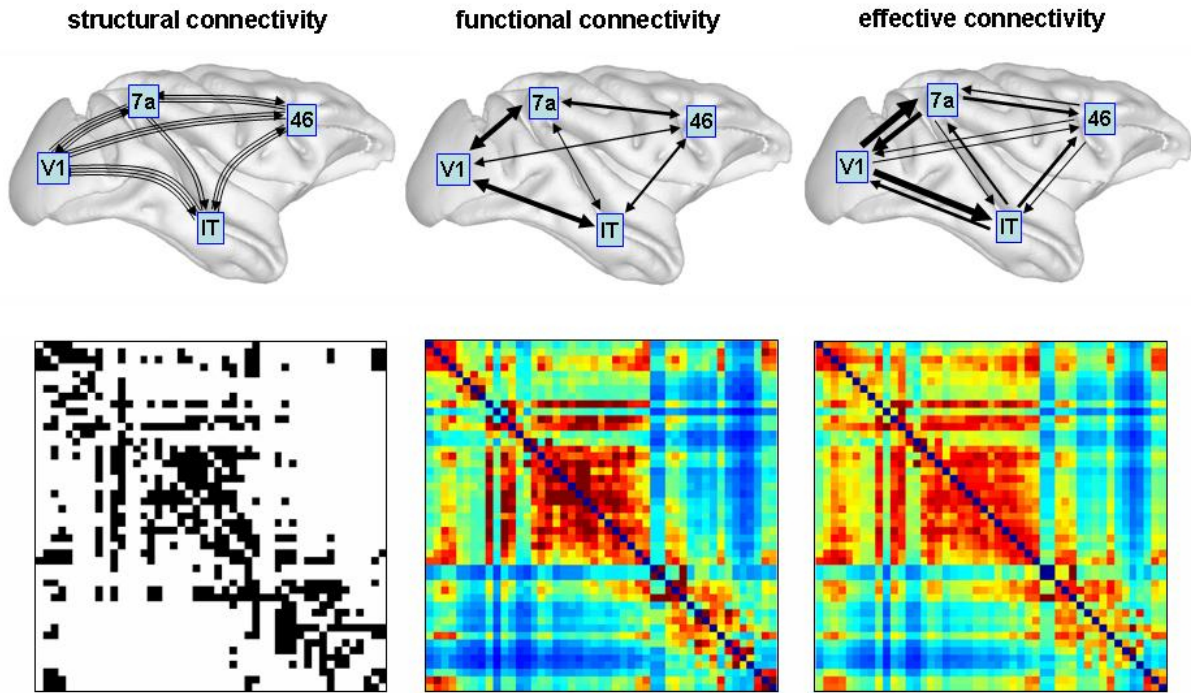 structural connectivity
functional connectivity
effective connectivity
7a
46
V1
IT
7a
46
V1
IT
7a
46
V1
IT